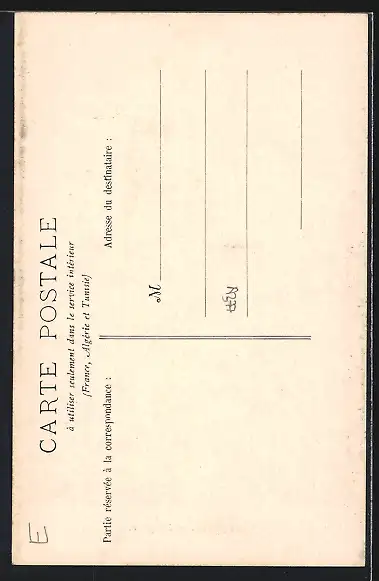 CARTE POSTALE
à utiliser seulement dans le service intérieur
(France, Algérie et Tunisie)
Partie réservée à la correspondance :
Adresse du destinataire :
M
E